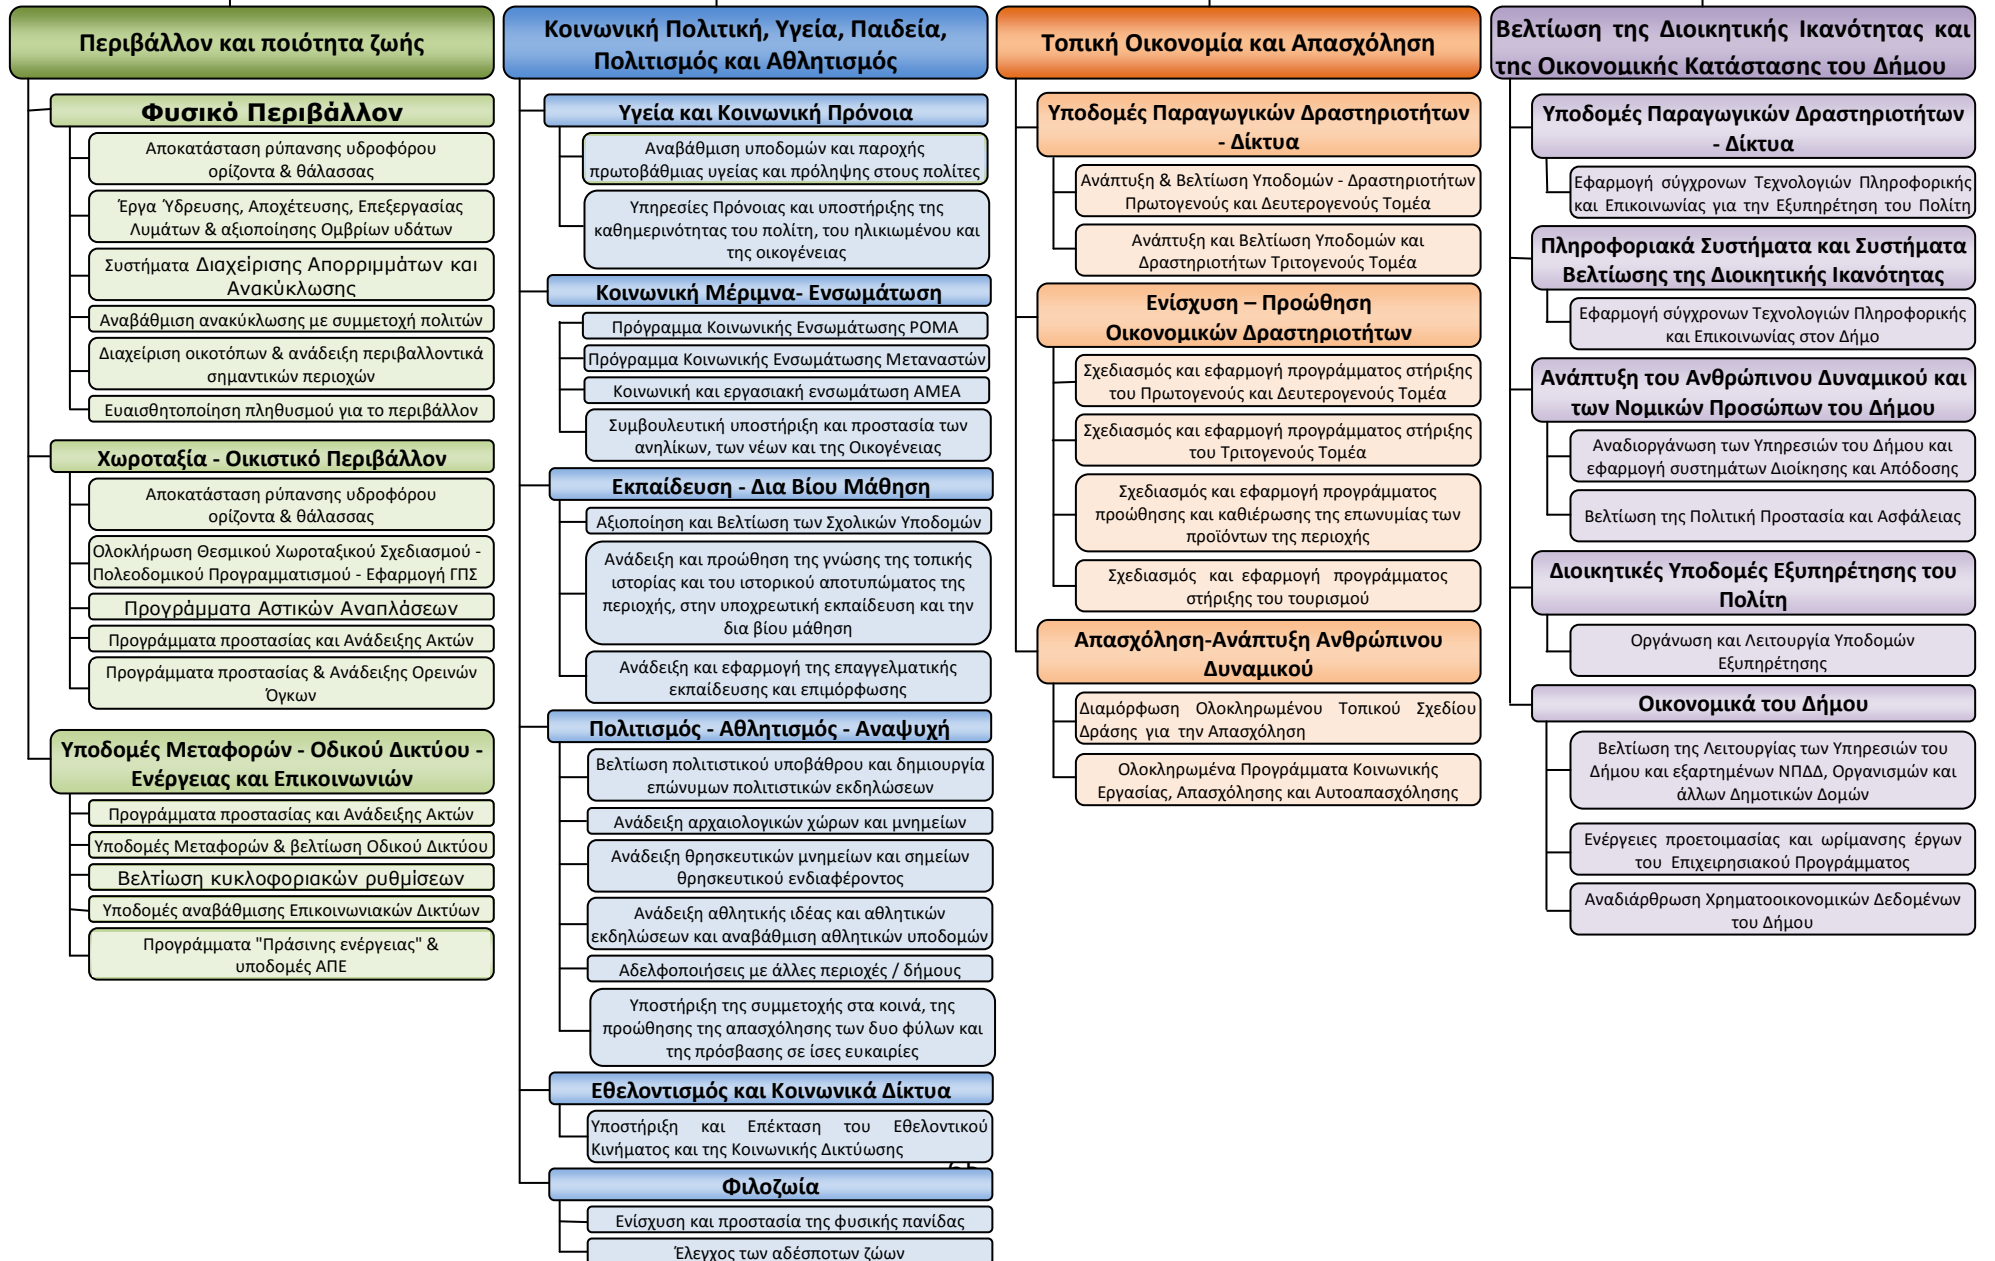 Περιβάλλον και ποιότητα ζωής
Φυσικό Περιβάλλον
Αποκατάσταση ρύπανσης υδροφόρου
ορίζοντα & θάλασσας
Έργα Ύδρευσης, Αποχέτευσης, Επεξεργασίας
Λυμάτων & αξιοποίησης Ομβρίων υδάτων
Συστήματα Διαχείρισης Απορριμμάτων και
Ανακύκλωσης
Αναβάθμιση ανακύκλωσης με συμμετοχή πολιτών
Διαχείριση οικοτόπων & ανάδειξη περιβαλλοντικά
σημαντικών περιοχών
Ευαισθητοποίηση πληθυσμού για το περιβάλλον
Χωροταξία - Οικιστικό Περιβάλλον
Αποκατάσταση ρύπανσης υδροφόρου
ορίζοντα & θάλασσας
Ολοκλήρωση Θεσμικού Χωροταξικού Σχεδιασμού -
Πολεοδομικού Προγραμματισμού - Εφαρμογή ΓΠΣ
Προγράμματα Αστικών Αναπλάσεων
Προγράμματα προστασίας και Ανάδειξης Ακτών
Προγράμματα προστασίας & Ανάδειξης Ορεινών
Όγκων
Υποδομές Μεταφορών - Οδικού Δικτύου -
Ενέργειας και Επικοινωνιών
Προγράμματα προστασίας και Ανάδειξης Ακτών
Υποδομές Μεταφορών & βελτίωση Οδικού Δικτύου
Βελτίωση κυκλοφοριακών ρυθμίσεων
Υποδομές αναβάθμισης Επικοινωνιακών Δικτύων
Προγράμματα "Πράσινης ενέργειας" &
υποδομές ΑΠΕ
Κοινωνική Πολιτική, Υγεία, Παιδεία,
Πολιτισμός και Αθλητισμός
Υγεία και Κοινωνική Πρόνοια
Αναβάθμιση υποδομών και παροχής
πρωτοβάθμιας υγείας και πρόληψης στους πολίτες
Υπηρεσίες Πρόνοιας και υποστήριξης της
καθημερινότητας του πολίτη, του ηλικιωμένου και
της οικογένειας
Κοινωνική Μέριμνα- Ενσωμάτωση
Πρόγραμμα Κοινωνικής Ενσωμάτωσης ΡΟΜΑ
Πρόγραμμα Κοινωνικής Ενσωμάτωσης Μεταναστών
Κοινωνική και εργασιακή ενσωμάτωση ΑΜΕΑ
Συμβουλευτική υποστήριξη και προστασία των
ανηλίκων, των νέων και της Οικογένειας
Εκπαίδευση - Δια Βίου Μάθηση
Αξιοποίηση και Βελτίωση των Σχολικών Υποδομών
Ανάδειξη και προώθηση της γνώσης της τοπικής
ιστορίας και του ιστορικού αποτυπώματος της
περιοχής, στην υποχρεωτική εκπαίδευση και την
δια βίου μάθηση
Ανάδειξη και εφαρμογή της επαγγελματικής
εκπαίδευσης και επιμόρφωσης
Πολιτισμός - Αθλητισμός - Αναψυχή
Βελτίωση πολιτιστικού υποβάθρου και δημιουργία
επώνυμων πολιτιστικών εκδηλώσεων
Ανάδειξη αρχαιολογικών χώρων και μνημείων
Ανάδειξη θρησκευτικών μνημείων και σημείων
θρησκευτικού ενδιαφέροντος
Ανάδειξη αθλητικής ιδέας και αθλητικών
εκδηλώσεων και αναβάθμιση αθλητικών υποδομών
Αδελφοποιήσεις με άλλες περιοχές / δήμους
Υποστήριξη της συμμετοχής στα κοινά, της
προώθησης της απασχόλησης των δυο φύλων και
της πρόσβασης σε ίσες ευκαιρίες
Εθελοντισμός και Κοινωνικά Δίκτυα
Υποστήριξη και Επέκταση του Εθελοντικού
Κινήματος και της Κοινωνικής Δικτύωσης
Φιλοζωία
Ενίσχυση και προστασία της φυσικής πανίδας
Έλεγχος των αδέσποτων ζώων
Τοπική Οικονομία και Απασχόληση
Υποδομές Παραγωγικών Δραστηριοτήτων
- Δίκτυα
Ανάπτυξη & Βελτίωση Υποδομών - Δραστηριοτήτων
Πρωτογενούς και Δευτερογενούς Τομέα
Ανάπτυξη και Βελτίωση Υποδομών και
Δραστηριοτήτων Τριτογενούς Τομέα
Ενίσχυση – Προώθηση
Οικονομικών Δραστηριοτήτων
Σχεδιασμός και εφαρμογή προγράμματος στήριξης
του Πρωτογενούς και Δευτερογενούς Τομέα
Σχεδιασμός και εφαρμογή προγράμματος στήριξης
του Τριτογενούς Τομέα
Σχεδιασμός και εφαρμογή προγράμματος
προώθησης και καθιέρωσης της επωνυμίας των
προϊόντων της περιοχής
Σχεδιασμός και εφαρμογή προγράμματος
στήριξης του τουρισμού
Απασχόληση-Ανάπτυξη Ανθρώπινου
Δυναμικού
Διαμόρφωση Ολοκληρωμένου Τοπικού Σχεδίου
Δράσης για την Απασχόληση
Ολοκληρωμένα Προγράμματα Κοινωνικής
Εργασίας, Απασχόλησης και Αυτοαπασχόλησης
Βελτίωση της Διοικητικής Ικανότητας και
της Οικονομικής Κατάστασης του Δήμου
Υποδομές Παραγωγικών Δραστηριοτήτων
- Δίκτυα
Εφαρμογή σύγχρονων Τεχνολογιών Πληροφορικής
και Επικοινωνίας για την Εξυπηρέτηση του Πολίτη
Πληροφοριακά Συστήματα και Συστήματα
Βελτίωσης της Διοικητικής Ικανότητας
Εφαρμογή σύγχρονων Τεχνολογιών Πληροφορικής
και Επικοινωνίας στον Δήμο
Ανάπτυξη του Ανθρώπινου Δυναμικού και
των Νομικών Προσώπων του Δήμου
Αναδιοργάνωση των Υπηρεσιών του Δήμου και
εφαρμογή συστημάτων Διοίκησης και Απόδοσης
Βελτίωση της Πολιτική Προστασία και Ασφάλειας
Διοικητικές Υποδομές Εξυπηρέτησης του
Πολίτη
Οργάνωση και Λειτουργία Υποδομών
Εξυπηρέτησης
Οικονομικά του Δήμου
Βελτίωση της Λειτουργίας των Υπηρεσιών του
Δήμου και εξαρτημένων ΝΠΔΔ, Οργανισμών και
άλλων Δημοτικών Δομών
Ενέργειες προετοιμασίας και ωρίμανσης έργων
του Επιχειρησιακού Προγράμματος
Αναδιάρθρωση Χρηματοοικονομικών Δεδομένων
του Δήμου